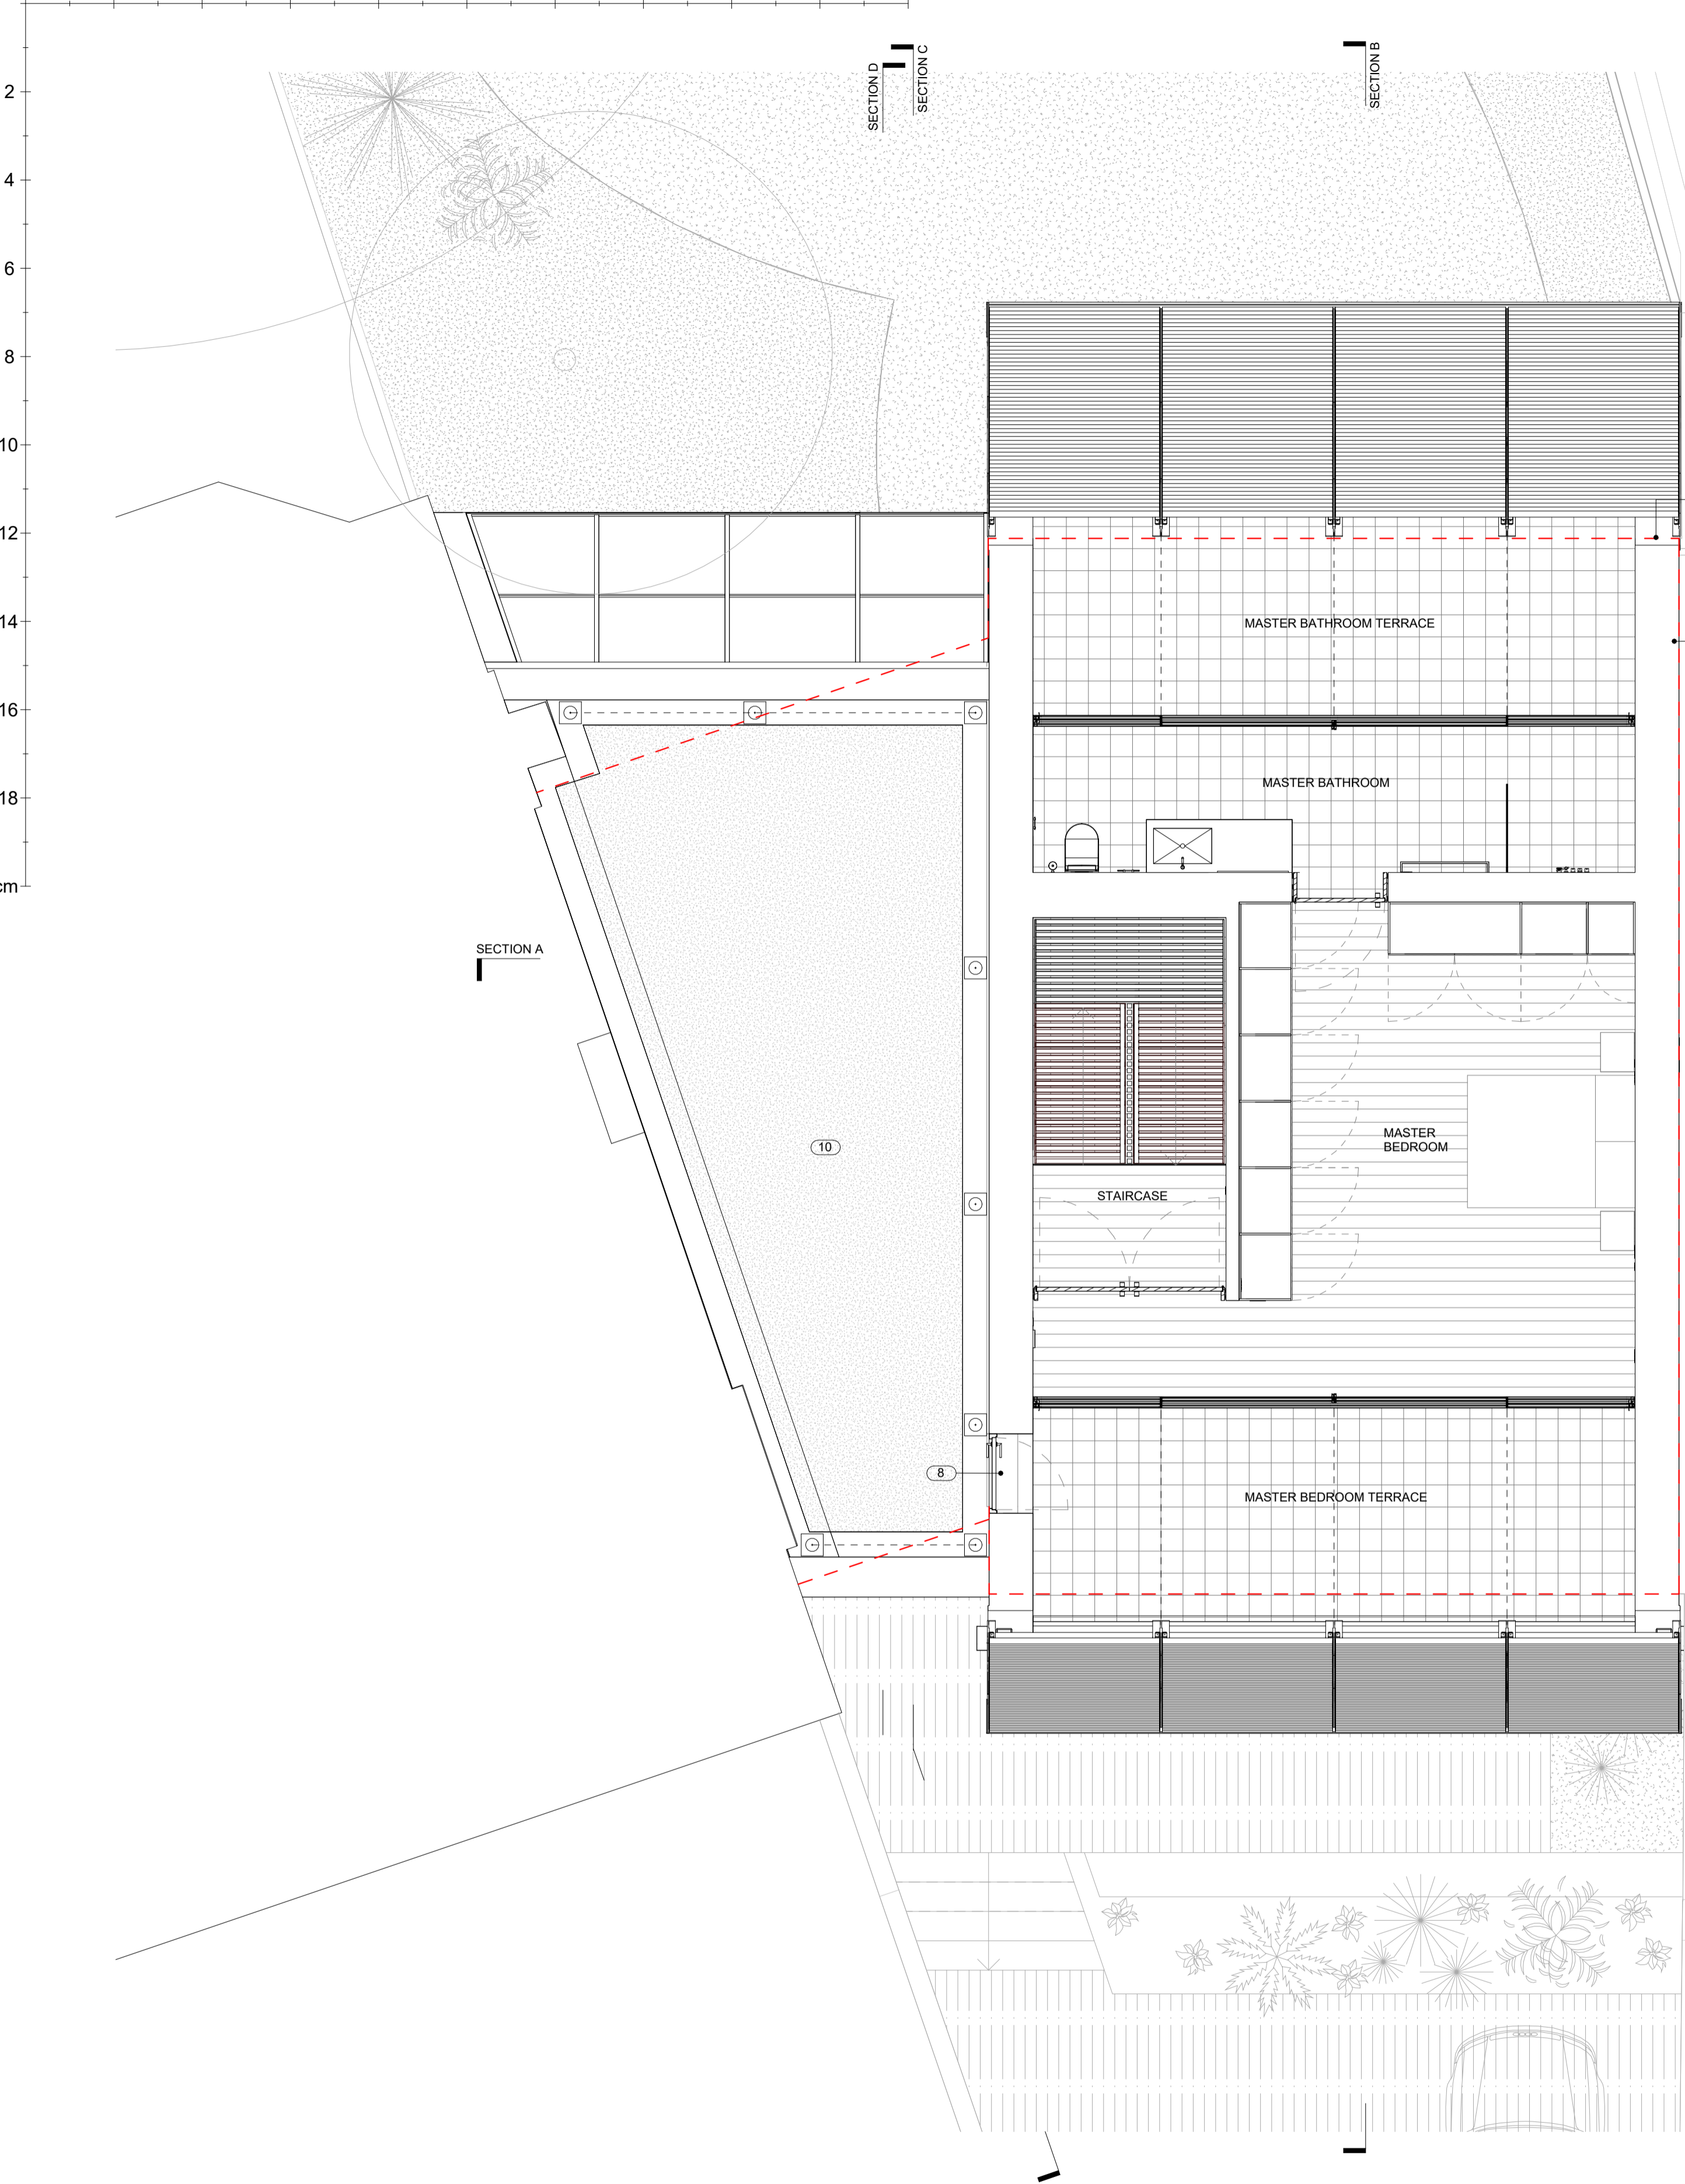 SECTION D
SECTION C
SECTION B
2
4
6
8
10
12
14
16
18
cm
MASTER BATHROOM TERRACE
MASTER BATHROOM
SECTION A
10
MASTER
BEDROOM
STAIRCASE
8
MASTER BEDROOM TERRACE